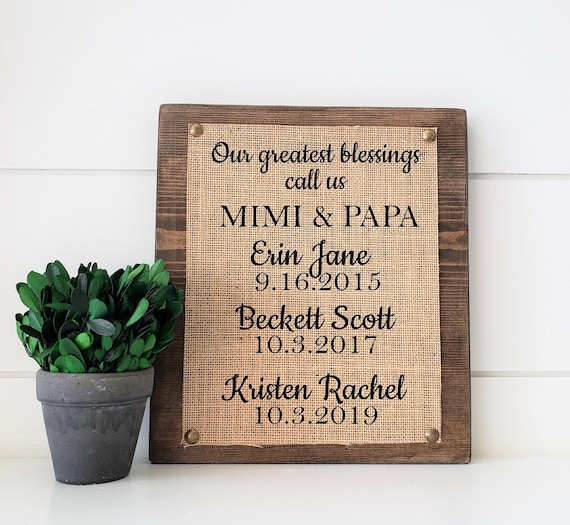 Our greatest blessings
call us
MIMI & PAPA
Erin Jane
9.16.2015
Beckett Scott
10.3.2017
Kristen Rachel
10.3.2019